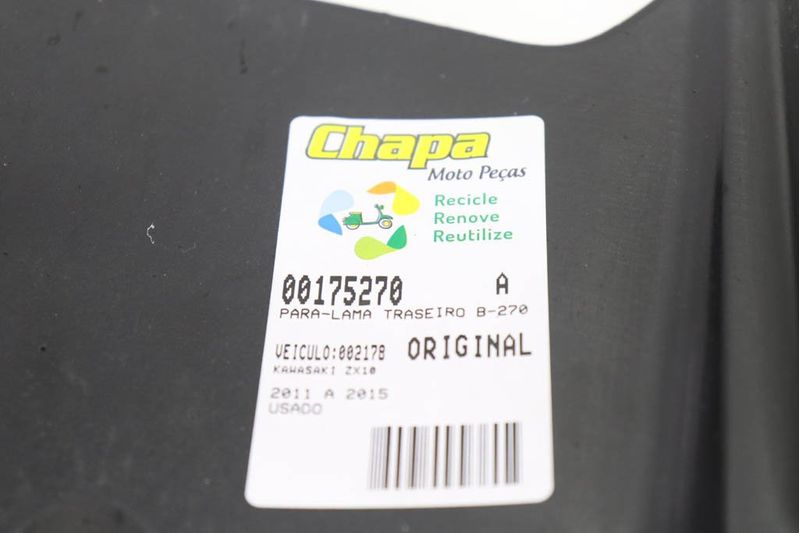 Chapa
Moto Peças
Recicle
Renove
Reutilize
00175270 A
PARA-LAMA TRASEIRO B-270
VEICULO:002178 ORIGINAL
KAWASAKI ZX10
2011 A 2015
USADO